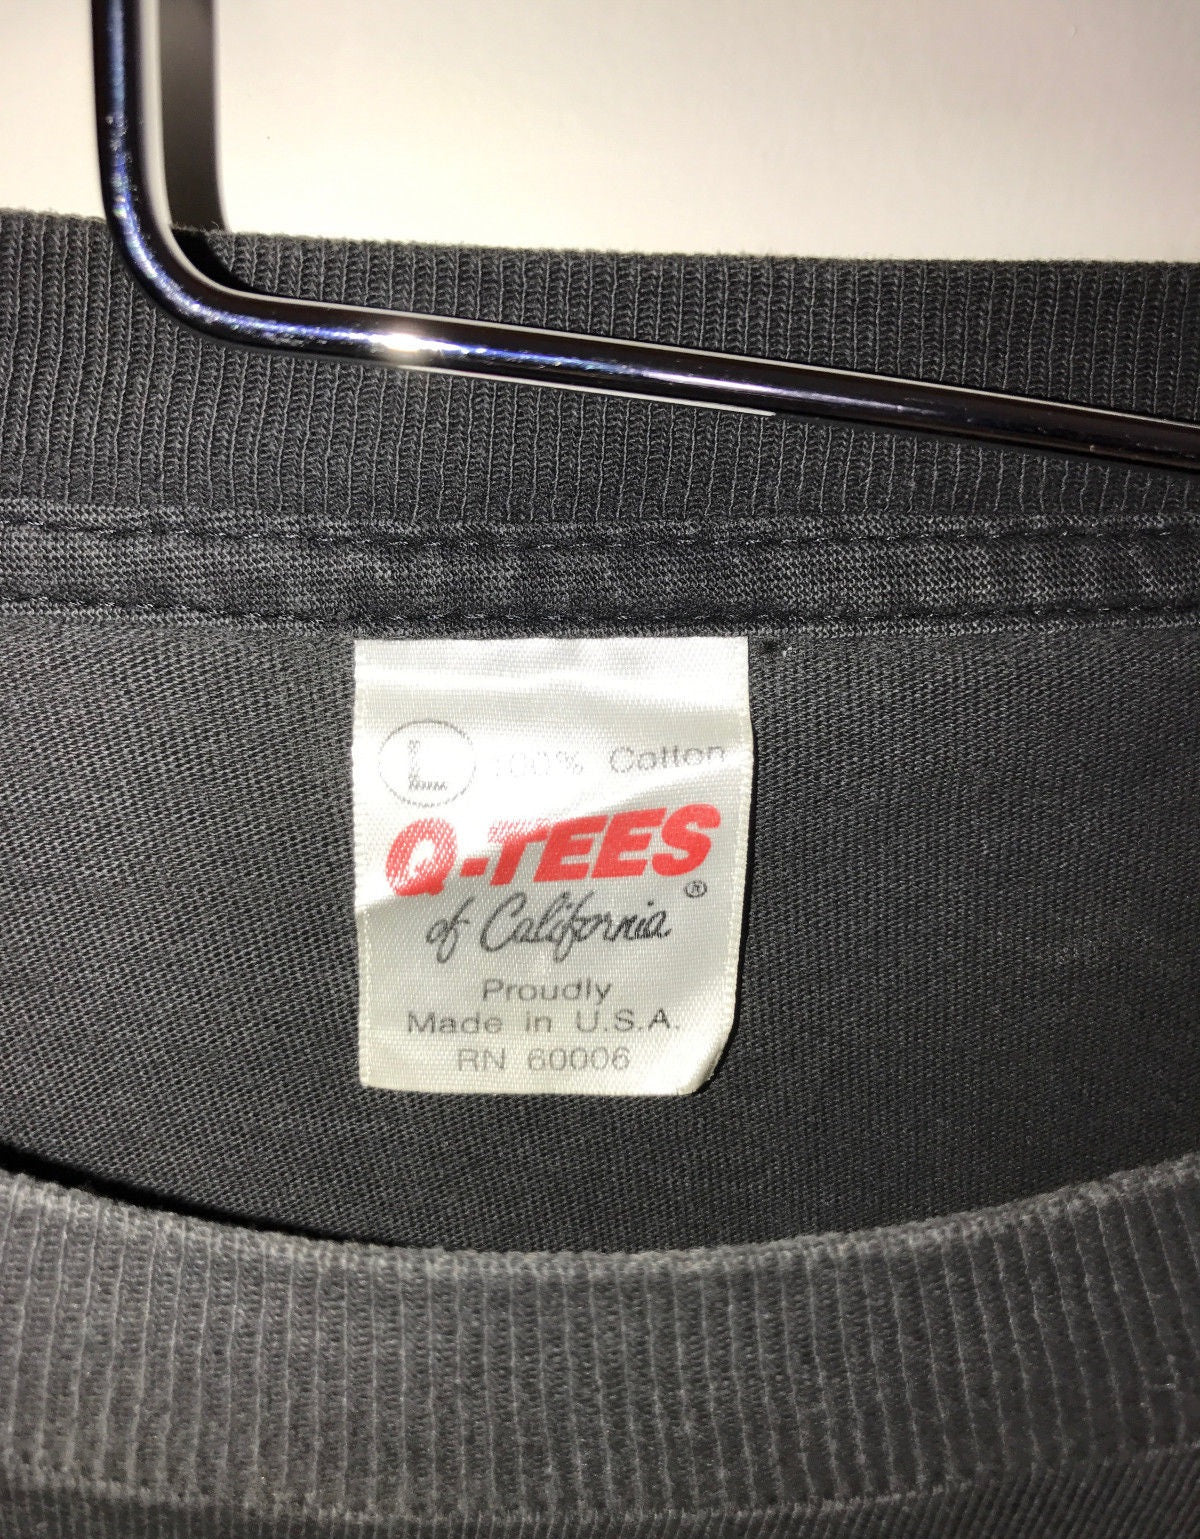 L 100% Cotton
Q-TEES
of California®
Proudly
Made in U.S.A.
RN 60006